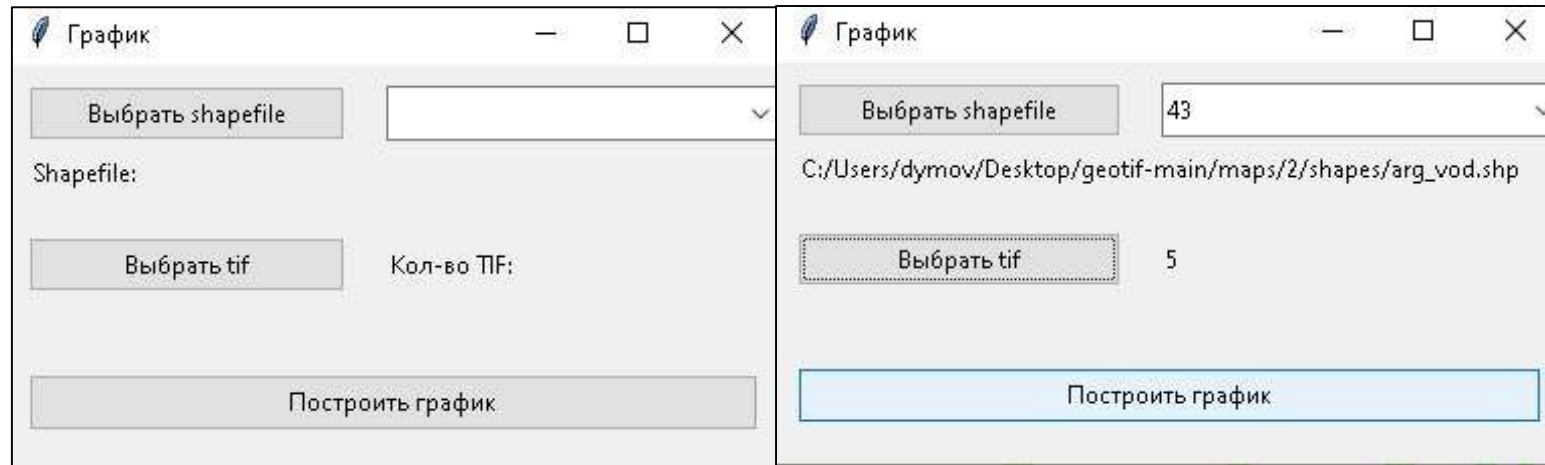 График
Выбрать shapefile
Shapefile:
Выбрать tif
Кол-во TIF:
Построить график
График
Выбрать shapefile
43
C:/Users/dymov/Desktop/geotif-main/maps/2/shapes/arg_vod.shp
Выбрать tif
5
Построить график